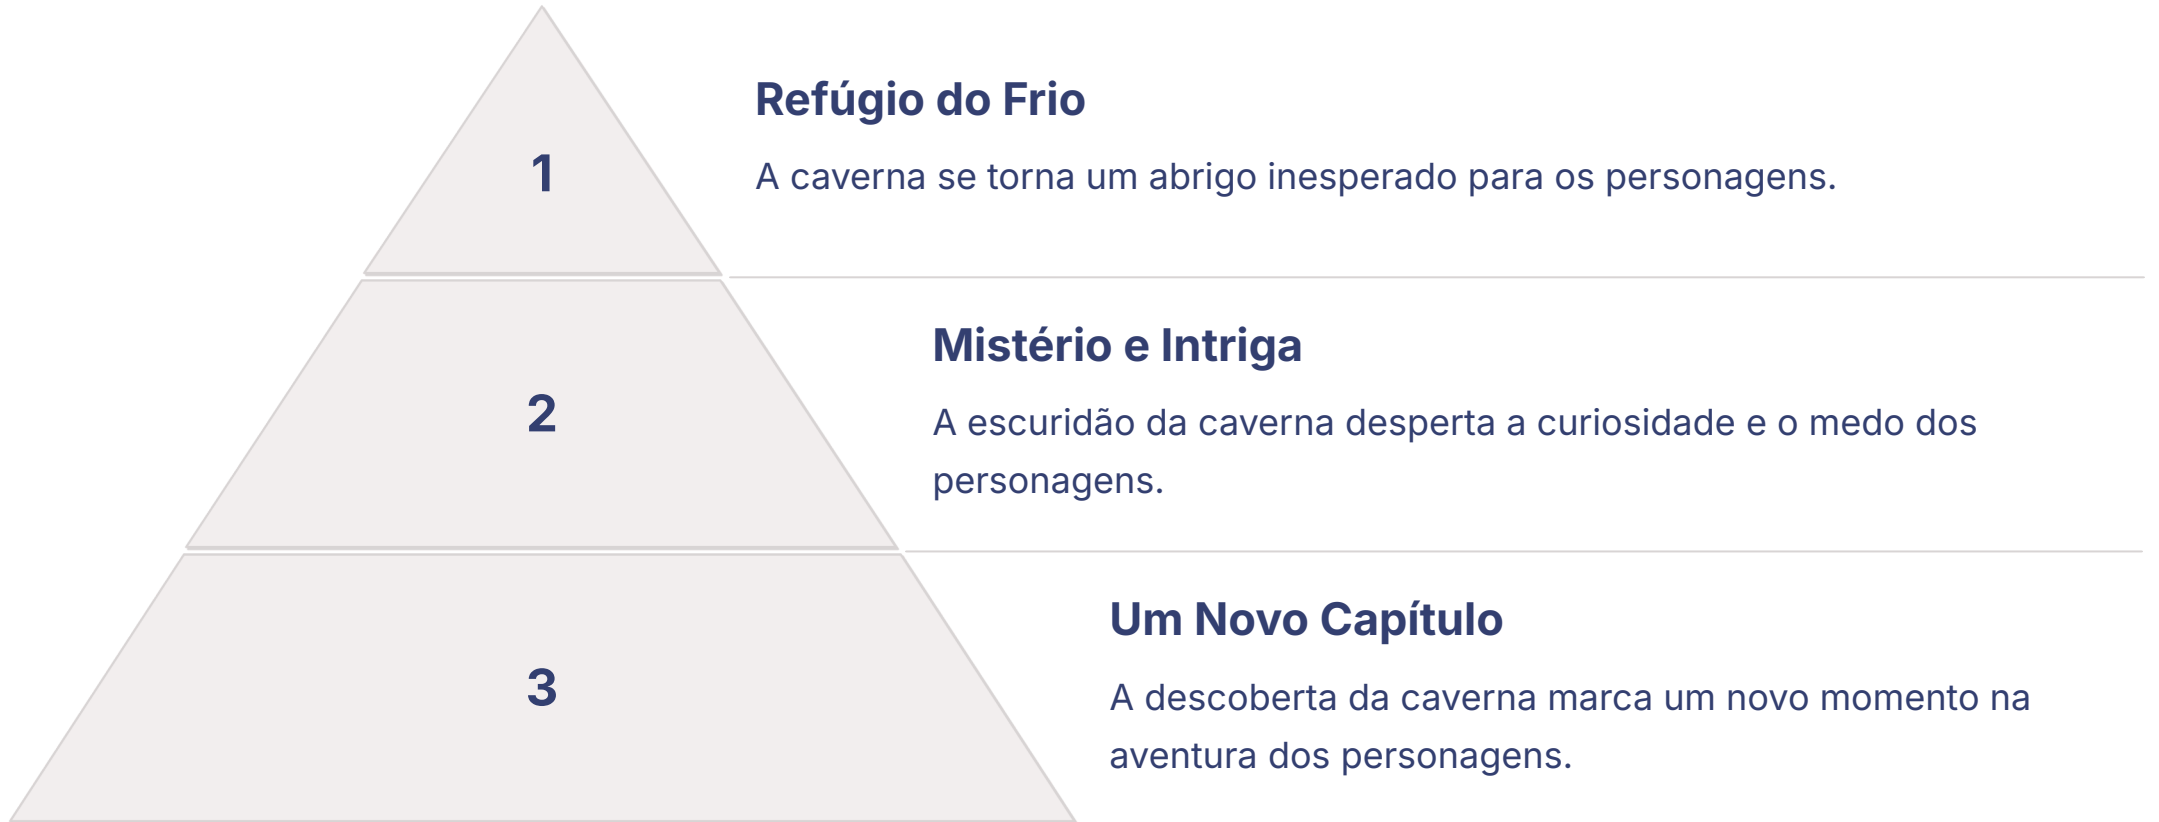 1
Refúgio do Frio
A caverna se torna um abrigo inesperado para os personagens.
2
Mistério e Intriga
A escuridão da caverna desperta a curiosidade e o medo dos
personagens.
3
Um Novo Capítulo
A descoberta da caverna marca um novo momento na
aventura dos personagens.